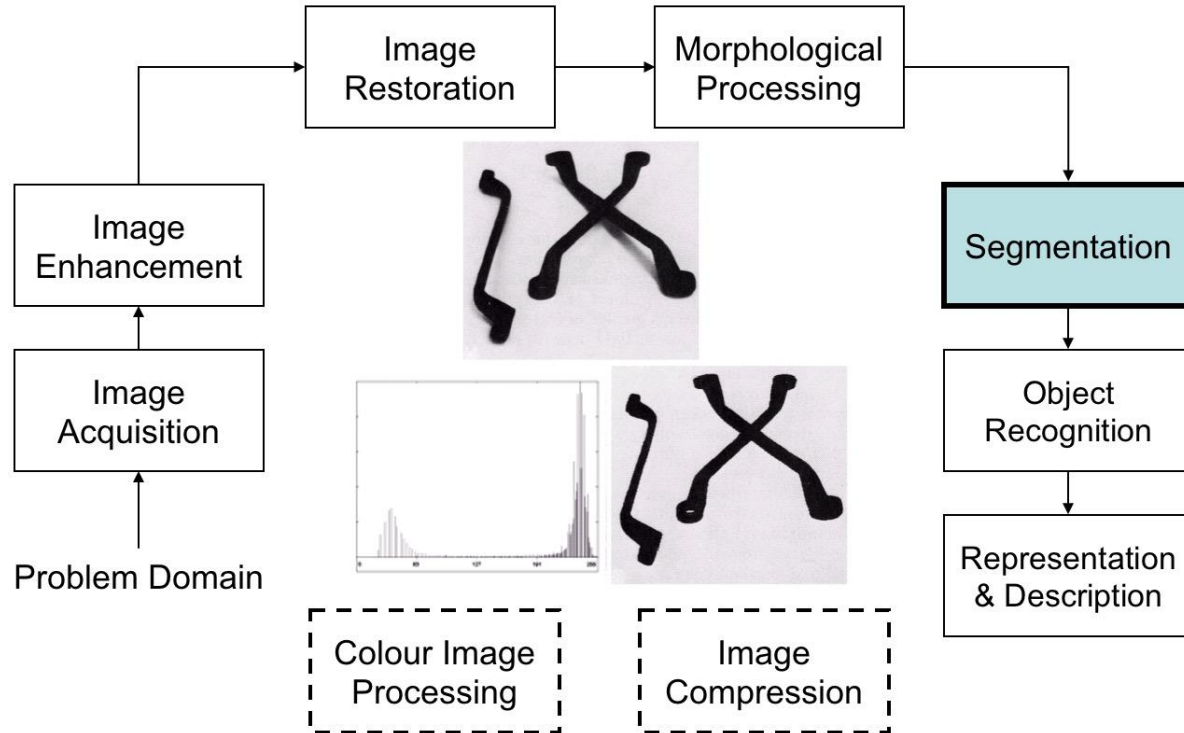 Image
Restoration
Morphological
Processing
Image
Enhancement
Segmentation
Image
Acquisition
Object
Recognition
Problem Domain
Representation
& Description
Colour Image
Processing
Image
Compression